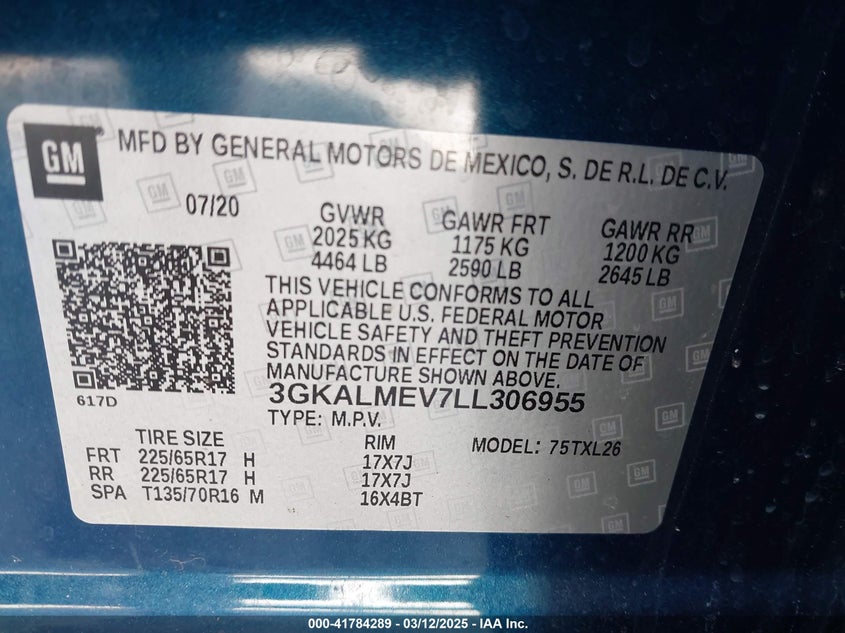 GM
MFD BY GENERAL MOTORS DE MEXICO, S. DE R.L. DE C.V.
07/20
GVWR
2025 KG
4464 LB
GAWR FRT
1175 KG
2590 LB
GAWR RR
1200 KG
2645 LB
THIS VEHICLE CONFORMS TO ALL
APPLICABLE U.S. FEDERAL MOTOR
VEHICLE SAFETY AND THEFT PREVENTION
STANDARDS IN EFFECT ON THE DATE OF
MANUFACTURE SHOWN ABOVE.
617D
3GKALMEV7LL306955
TYPE: M.P.V.
MODEL: 75TXL26
TIRE SIZE RIM
FRT 225/65R17 H 17X7J
RR 225/65R17 H 17X7J
SPA T135/70R16 M 16X4BT
000-41784289 - 03/12/2025 - IAA Inc.